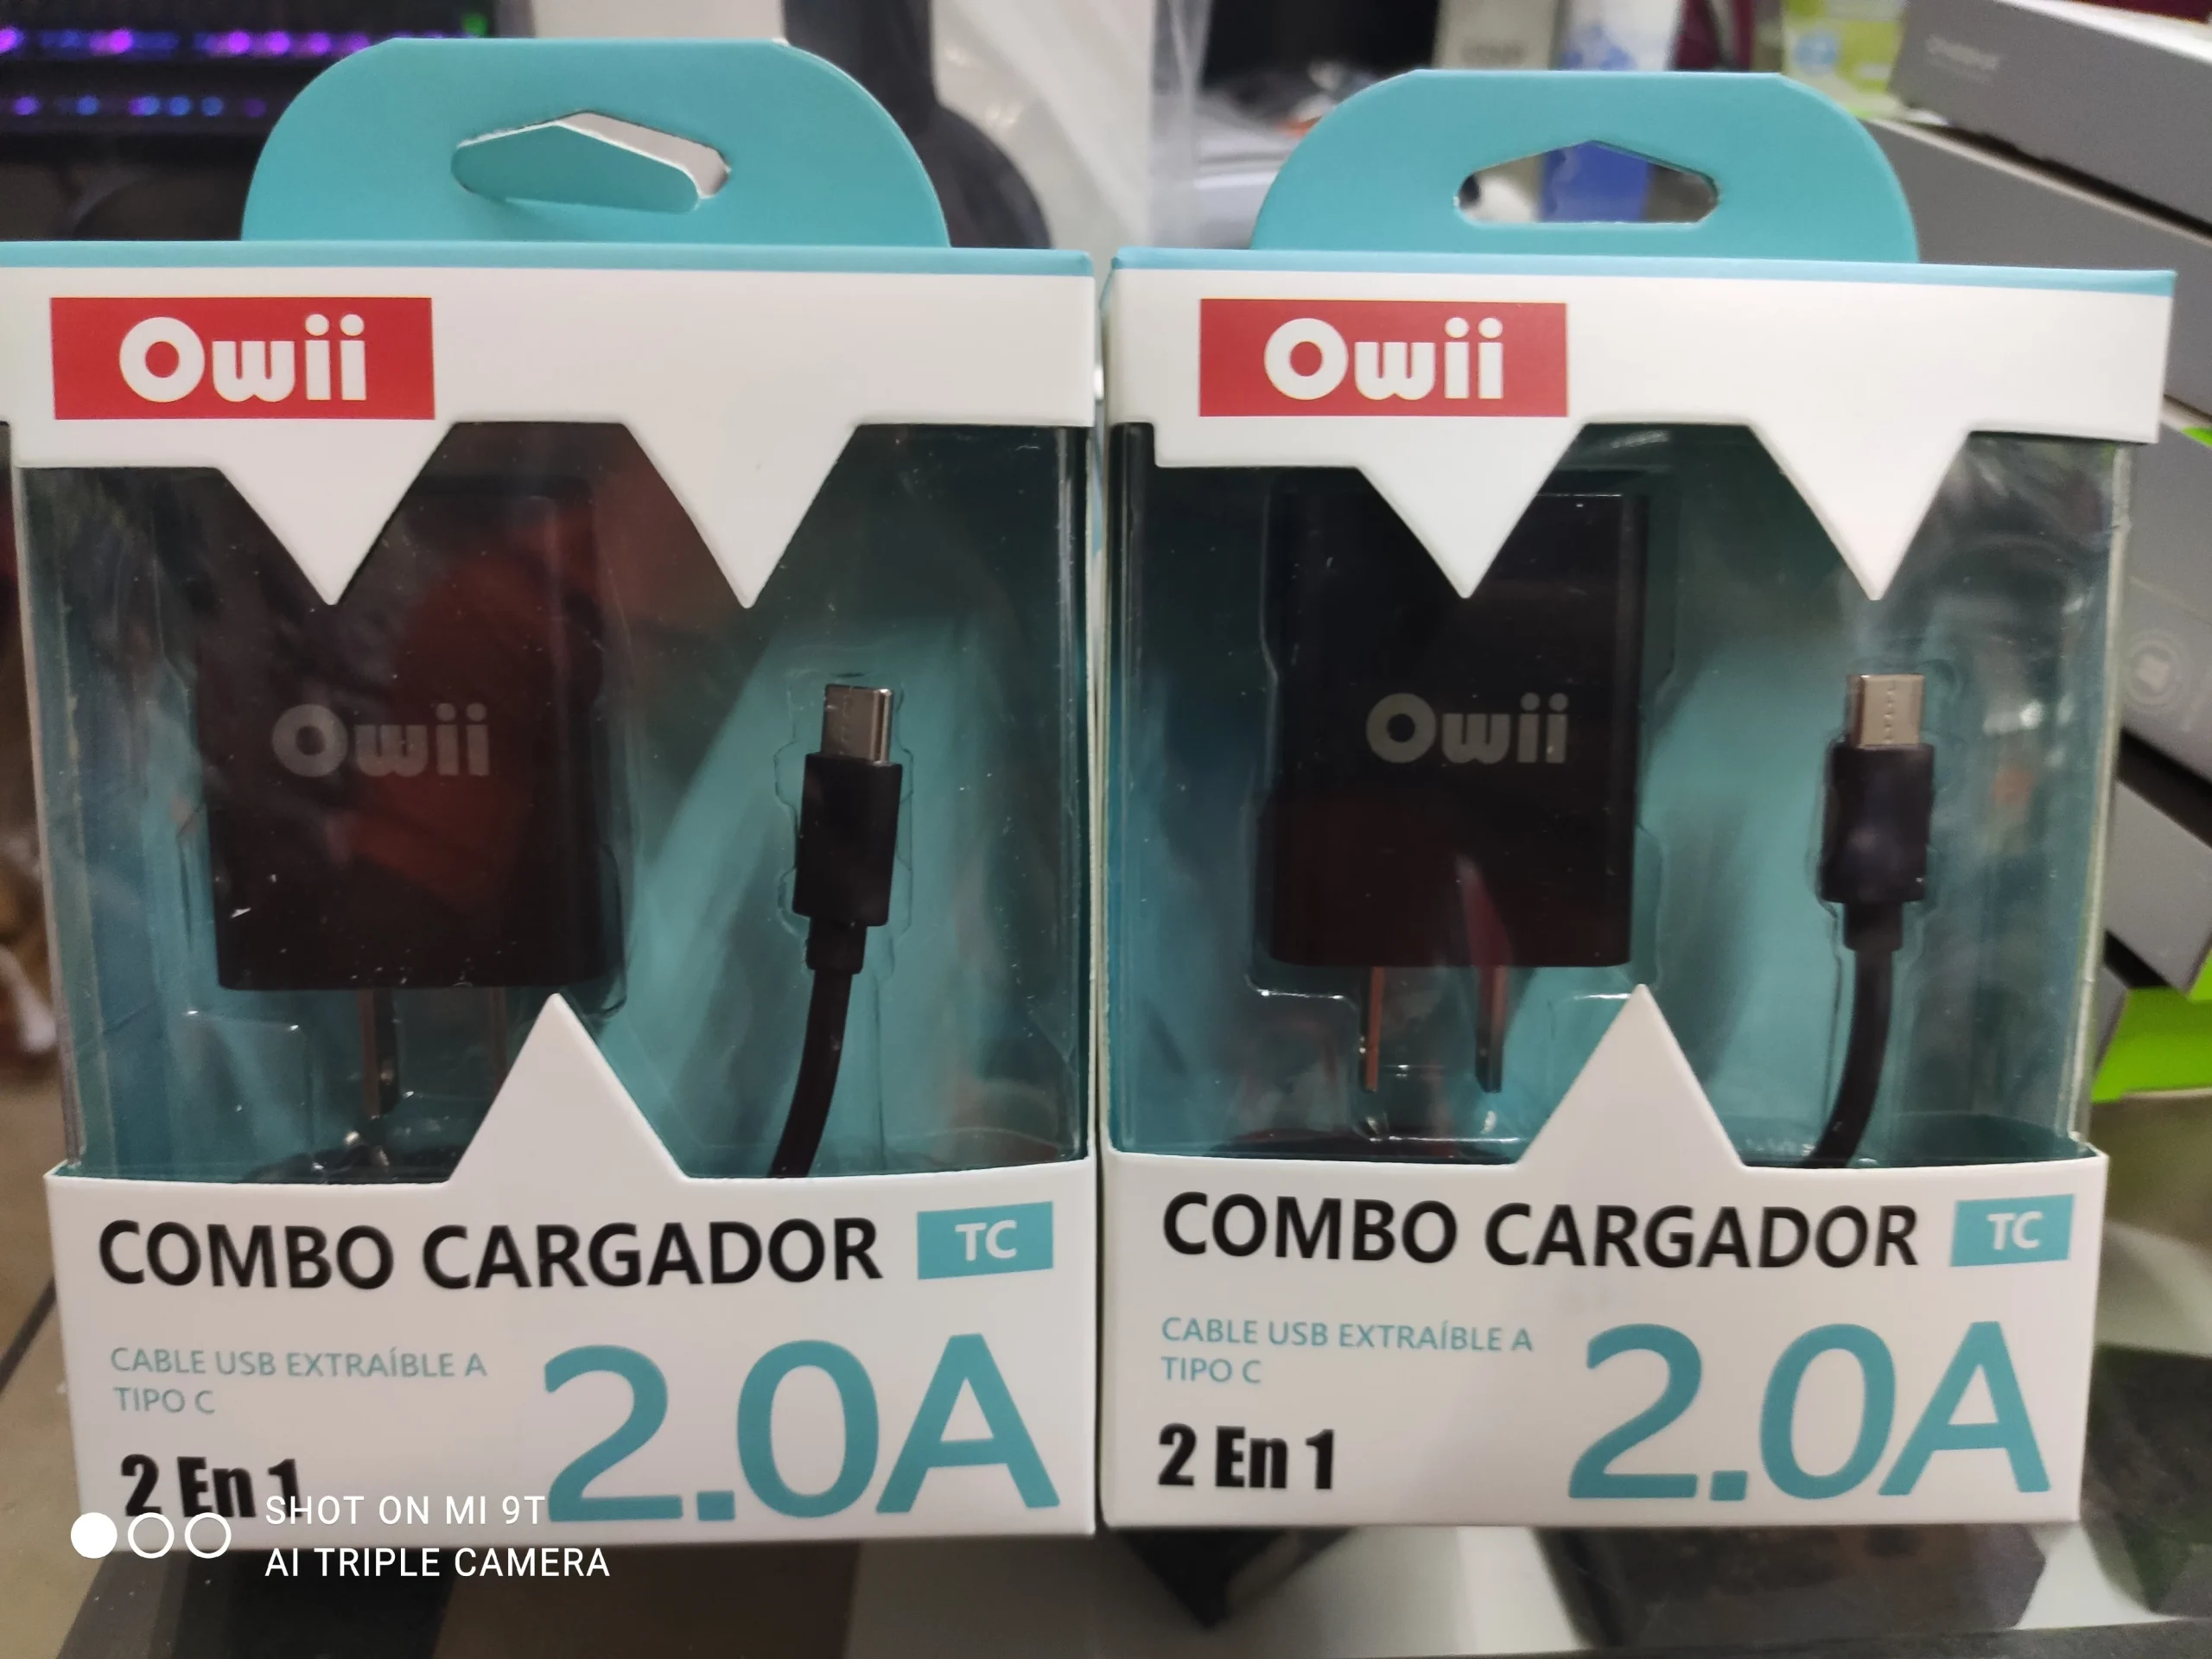 Owii
Owii
COMBO CARGADOR TC
CABLE USB EXTRAÍBLE A
TIPO C
2 En 1
2.0A
Owii
Owii
COMBO CARGADOR TC
CABLE USB EXTRAÍBLE A
TIPO C
2 En 1
2.0A
SHOT ON MI 9T
AI TRIPLE CAMERA